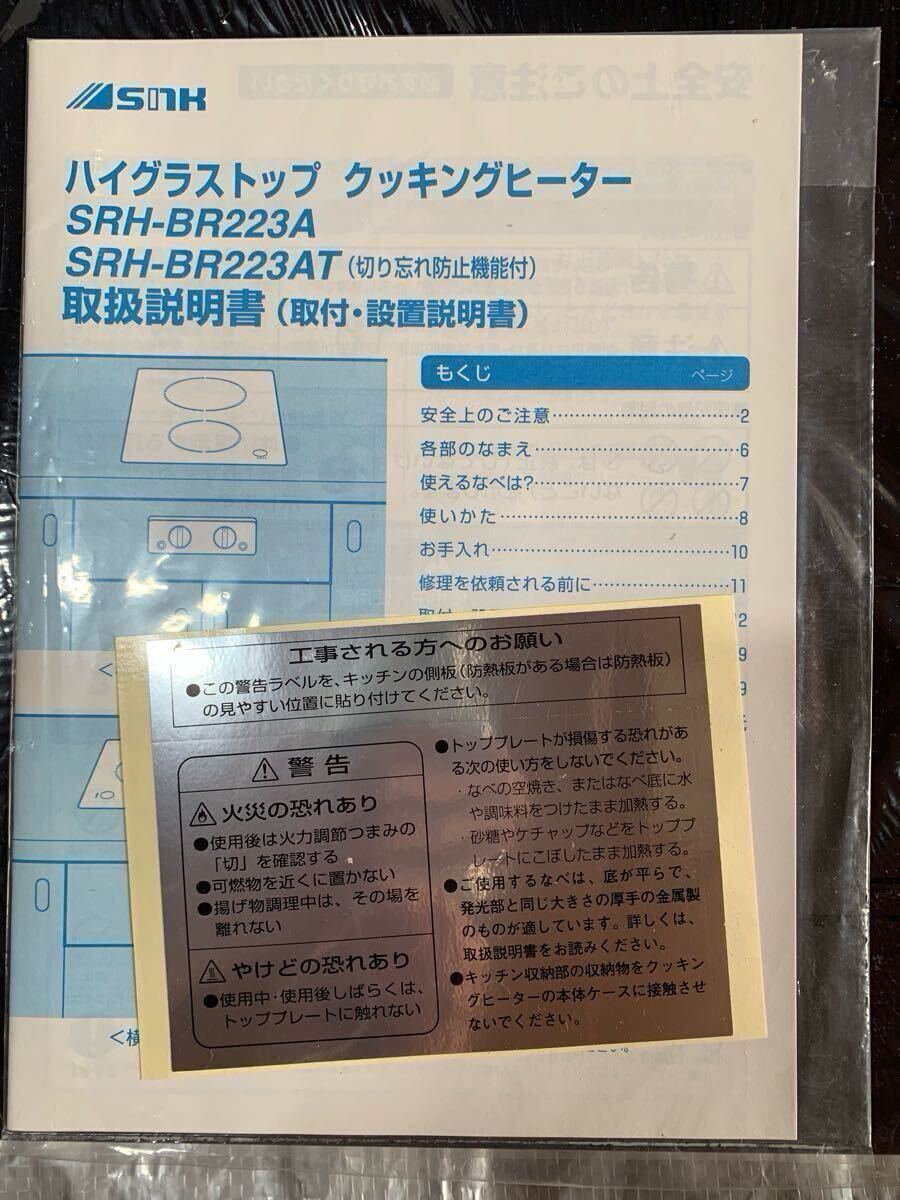 SNK
ハイグラストップ クッキングヒーター
SRH-BR223A
SRH-BR223AT (切り忘れ防止機能付)
取扱説明書 (取付・設置説明書)
もくじ ページ
安全上のご注意 2
各部のなまえ 6
使えるなべは? 7
使いかた 8
お手入れ 10
修理を依頼される前に 11
工事される方へのお願い
●この警告ラベルを、キッチンの側板(防熱板がある場合は防熱板)
の見やすい位置に貼り付けてください。
警告
火災の恐れあり
●使用後は火力調節つまみの
「切」を確認する
●可燃物を近くに置かない
●揚げ物調理中は、その場を
離れない
やけどの恐れあり
●使用中・使用後しばらくは、
トッププレートに触れない
●トッププレートが損傷する恐れがあ
る次の使い方をしないでください。
・なべの空焼き、またはなべ底に水
や調味料をつけたまま加熱する。
・砂糖やケチャップなどをトッププ
レートにこぼしたまま加熱する。
●ご使用するなべは、底が平らで、
発光部と同じ大きさの厚手の金属製
のものが適しています。詳しくは、
取扱説明書をお読みください。
●キッチン収納部の収納物をクッキン
グヒーターの本体ケースに接触させ
ないでください。